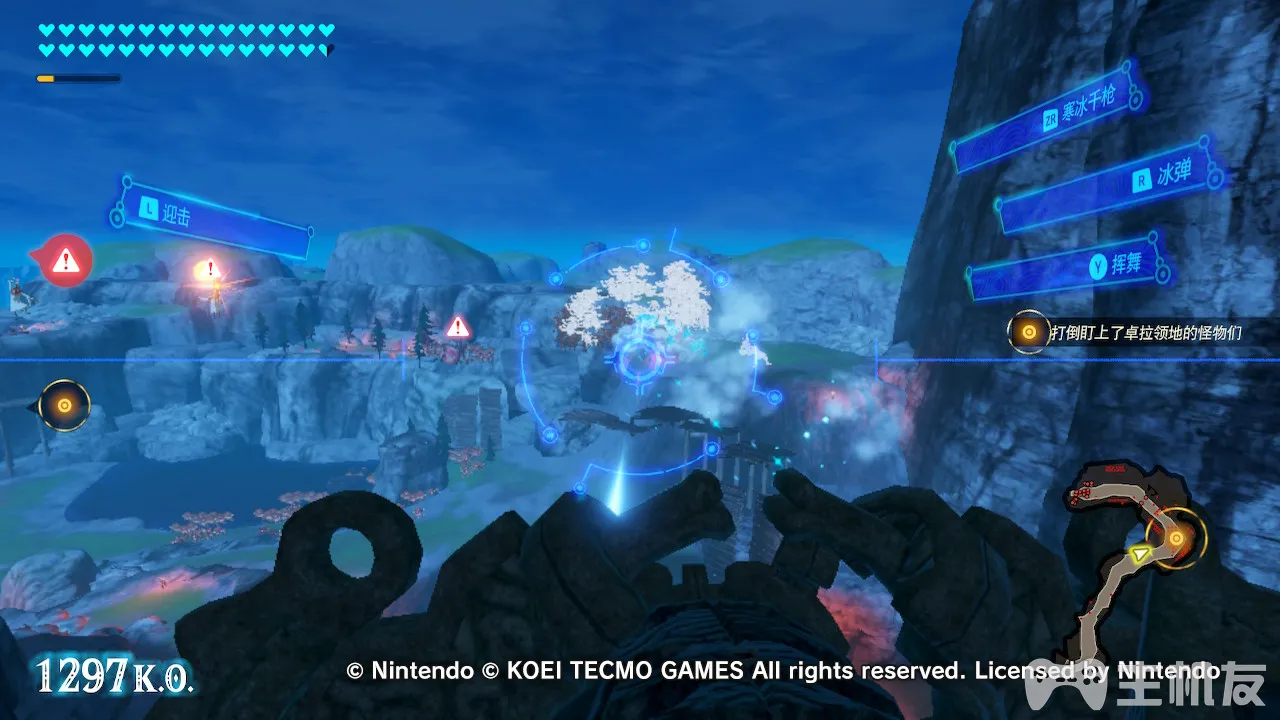 ZR 寒冰千枪
R 冰弹
L 迎击
Y 挥舞
打倒盯上了卓拉领地的怪物们
1297 K.O.
© Nintendo © KOEI TECMO GAMES All rights reserved. Licensed by Nintendo
主机友